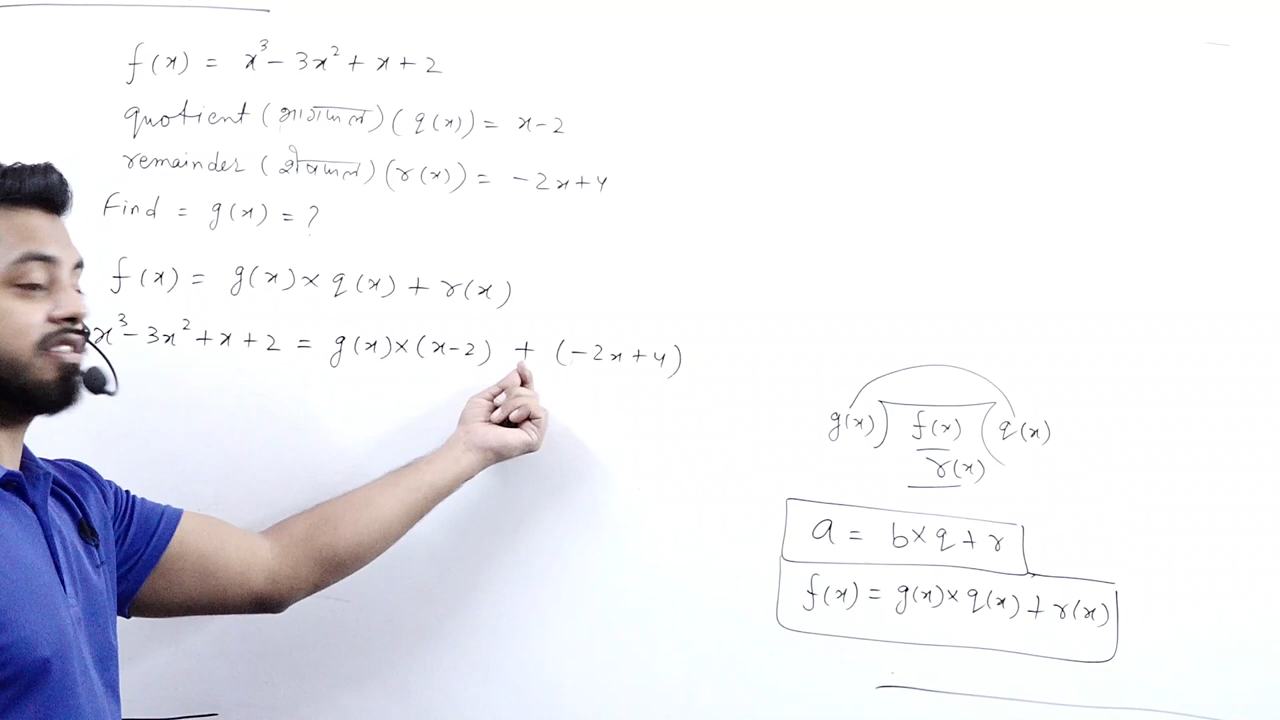 f(x) = x³ - 3x² + x + 2
quotient (भागफल) (q(x)) = x-2
remainder (शेषफल) (r(x)) = -2x+4
Find = g(x) = ?
f(x) = g(x) × q(x) + r(x)
x³ - 3x² + x + 2 = g(x) × (x-2) + (-2x+4)
g(x) ) f(x) ( q(x)
r(x)
a = b×q + r
f(x) = g(x) × q(x) + r(x)